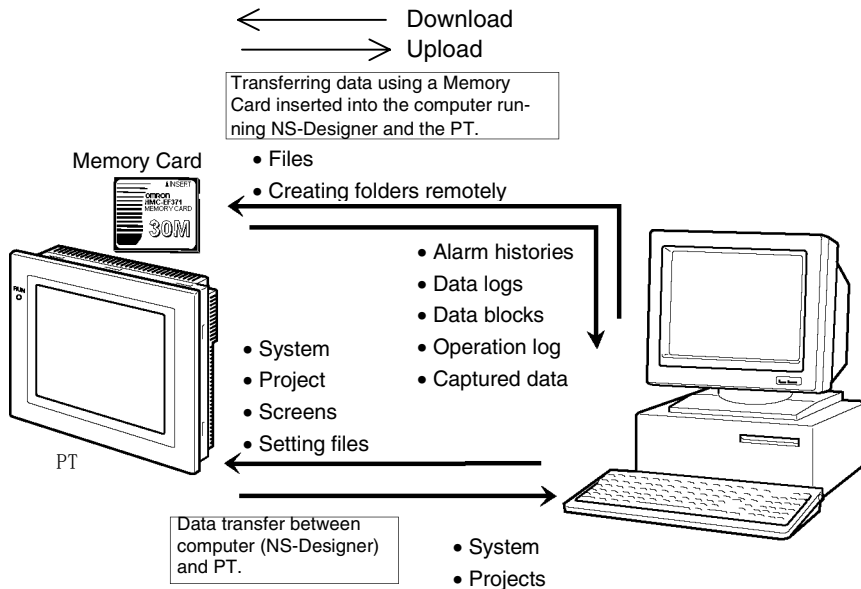 Download
Upload
Transferring data using a Memory
Card inserted into the computer run-
ning NS-Designer and the PT.
Memory Card
• Files
• Creating folders remotely
▲INSERT
OMRON
HMC-EF371
MEMORY CARD
30M
• Alarm histories
• Data logs
• Data blocks
• Operation log
• Captured data
RUN
• System
• Project
• Screens
• Setting files
PT
Data transfer between
computer (NS-Designer)
and PT.
• System
• Projects